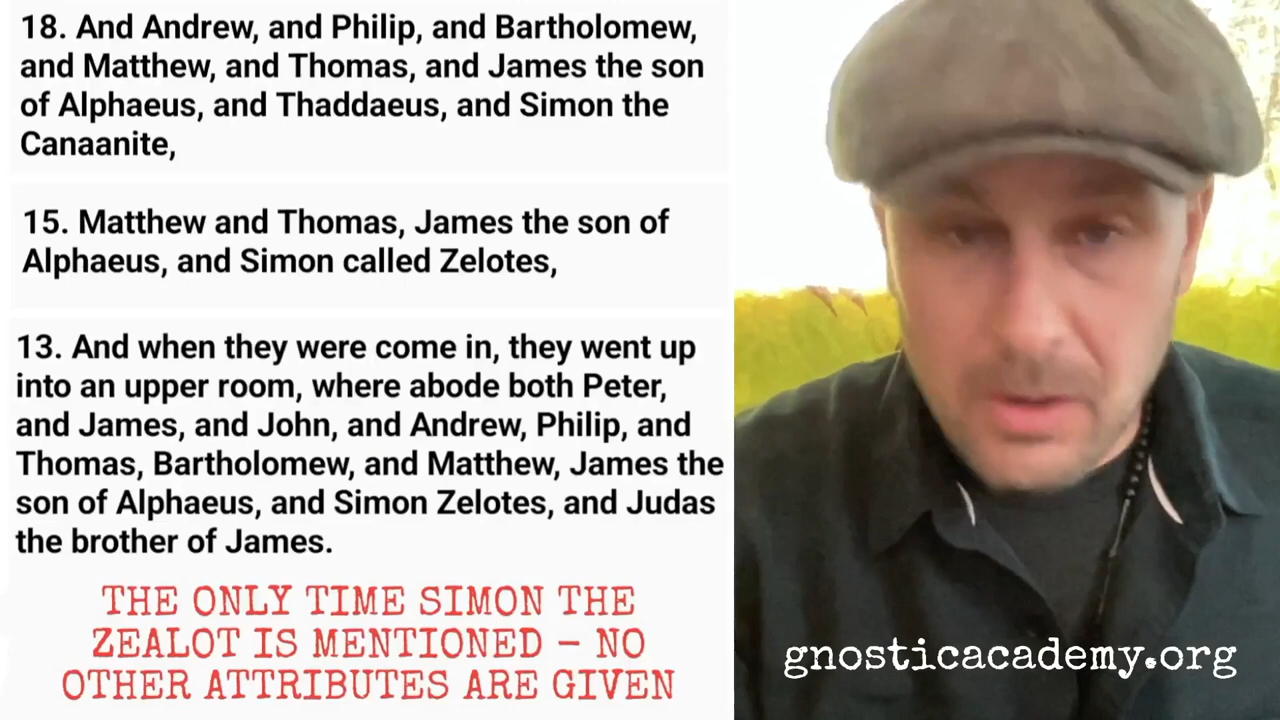 18. And Andrew, and Philip, and Bartholomew,
and Matthew, and Thomas, and James the son
of Alphaeus, and Thaddaeus, and Simon the
Canaanite,
15. Matthew and Thomas, James the son of
Alphaeus, and Simon called Zelotes,
13. And when they were come in, they went up
into an upper room, where abode both Peter,
and James, and John, and Andrew, Philip, and
Thomas, Bartholomew, and Matthew, James the
son of Alphaeus, and Simon Zelotes, and Judas
the brother of James.
THE ONLY TIME SIMON THE
ZEALOT IS MENTIONED – NO
OTHER ATTRIBUTES ARE GIVEN
gnosticacademy.org